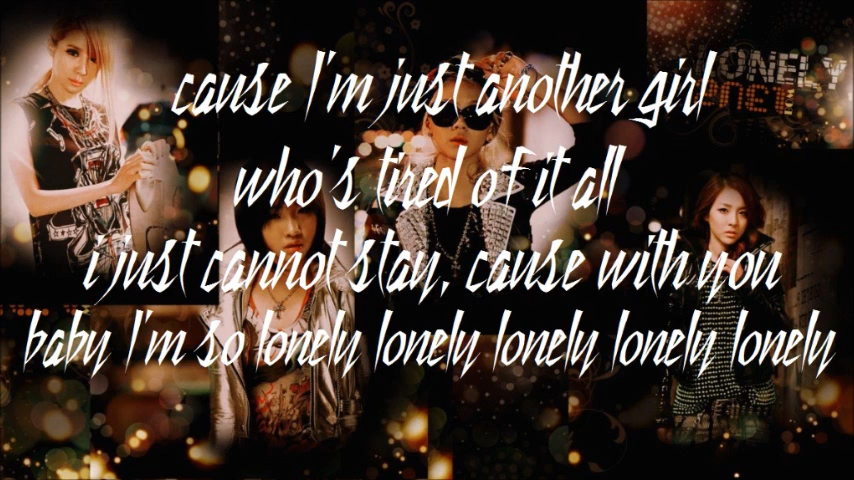 LONELY
2NE1
cause I'm just another girl
who's tired of it all
i just cannot stay, cause with you
baby I'm so lonely lonely lonely lonely lonely